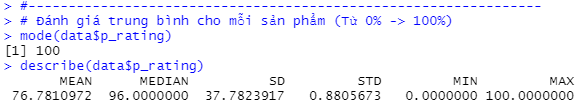 > #----------------------------------------------------------------
> # Đánh giá trung bình cho mỗi sản phẩm (Từ 0% -> 100%)
> mode(data$p_rating)
[1] 100
> describe(data$p_rating)
MEAN MEDIAN SD STD MIN MAX
76.7810972 96.0000000 37.7823917 0.8805673 0.0000000 100.0000000